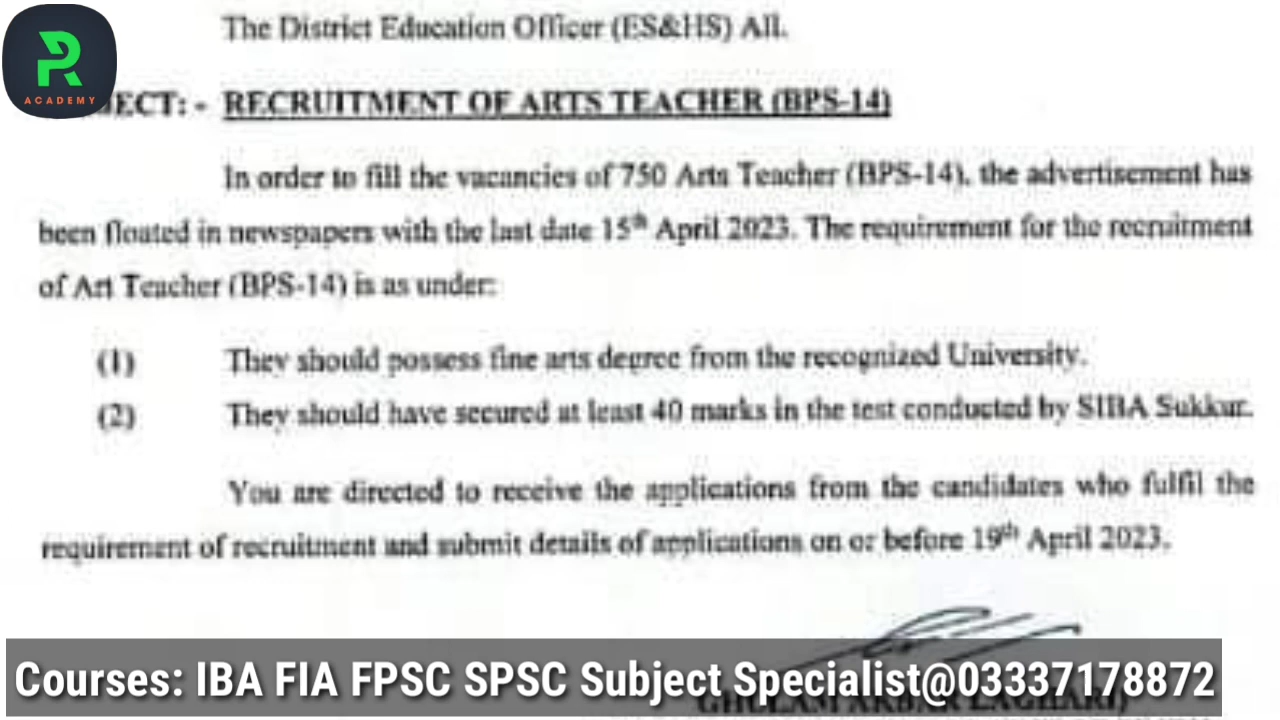 The District Education Officer (ES&HS) All.
ACADEMY
ECT: - RECRUITMENT OF ARTS TEACHER (BPS-14)
In order to fill the vacancies of 750 Arts Teacher (BPS-14), the advertisement has
been floated in newspapers with the last date 15th April 2023. The requirement for the recruitment
of Art Teacher (BPS-14) is as under:
(1) They should possess fine arts degree from the recognized University.
(2) They should have secured at least 40 marks in the test conducted by SIBA Sukkur.
You are directed to receive the applications from the candidates who fulfil the
requirement of recruitment and submit details of applications on or before 19th April 2023.
Courses: IBA FIA FPSC SPSC Subject Specialist@03337178872
GHULAM AKBAR LAGHARI)